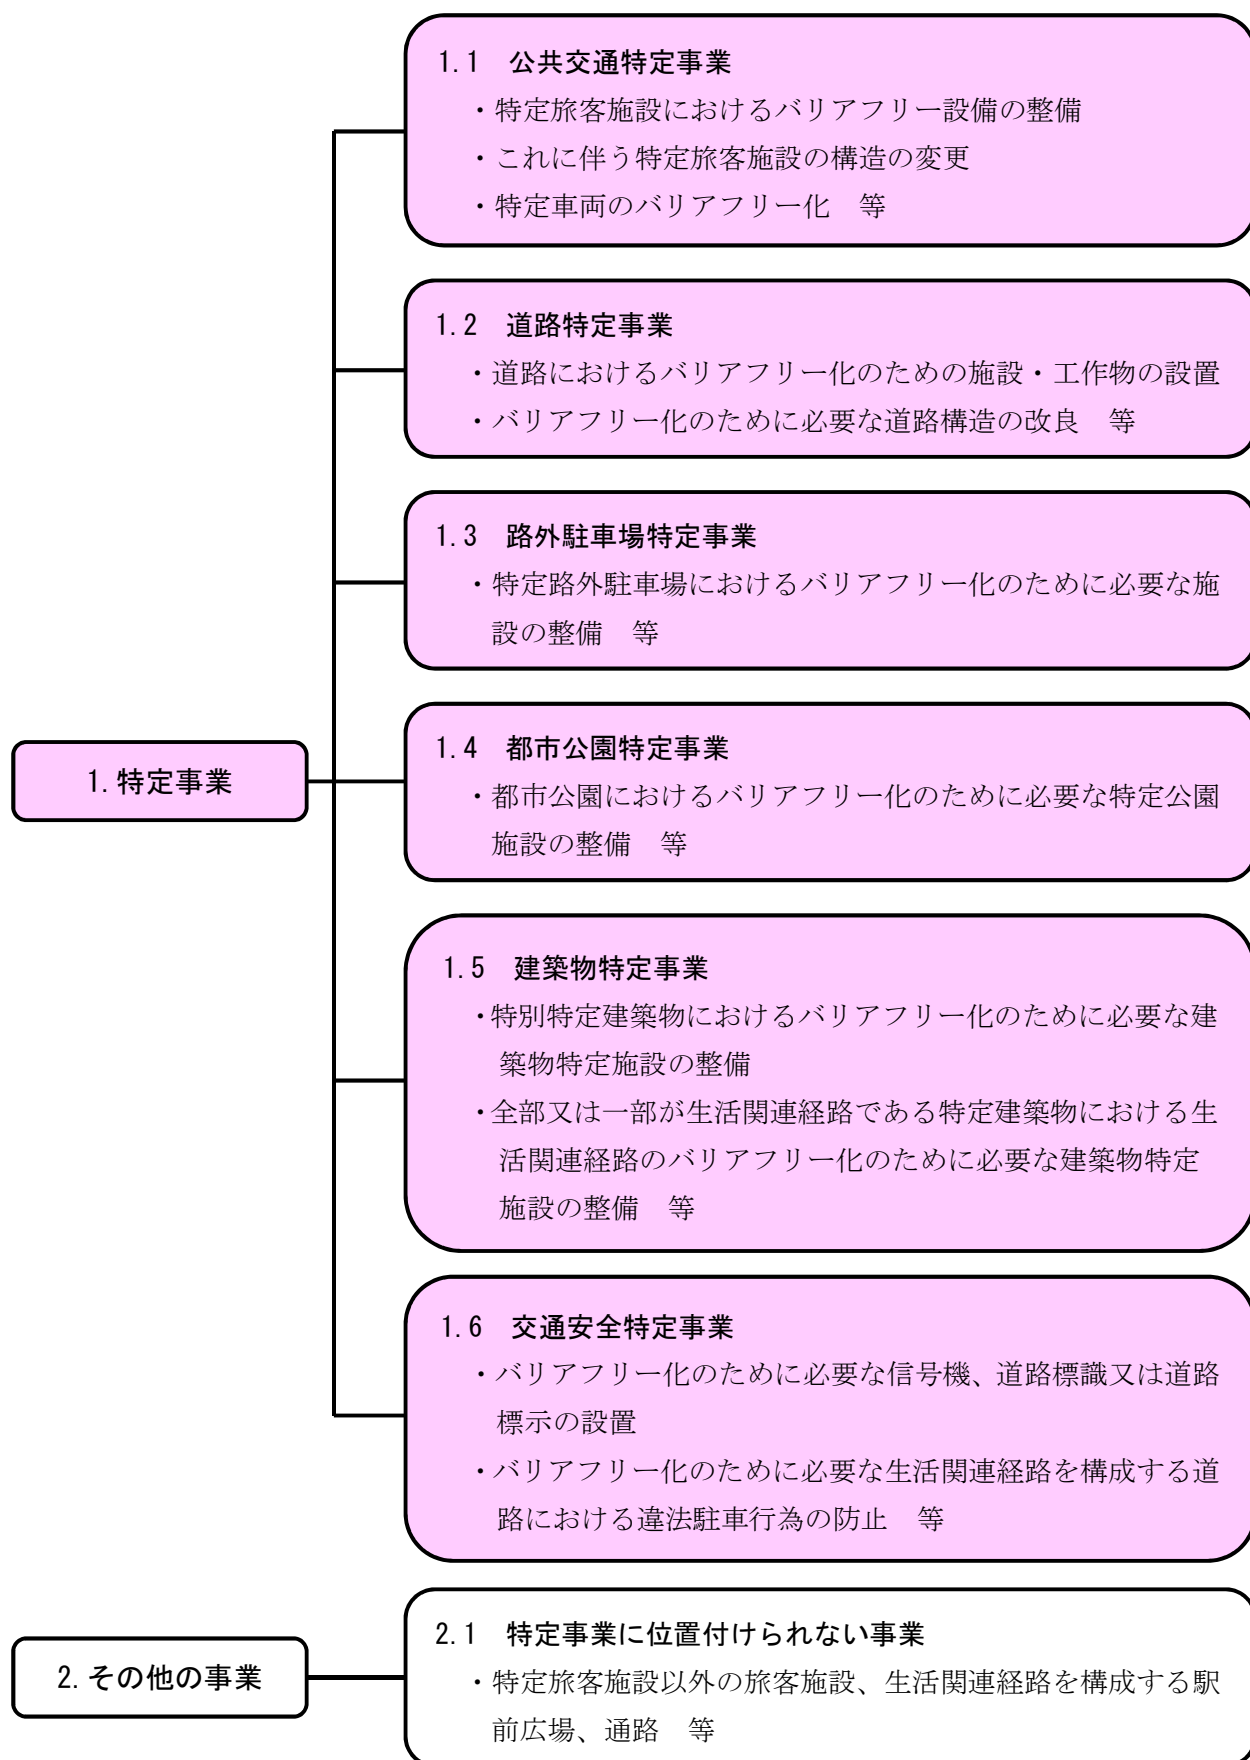 1.1　公共交通特定事業
・特定旅客施設におけるバリアフリー設備の整備
・これに伴う特定旅客施設の構造の変更
・特定車両のバリアフリー化　等
1.2　道路特定事業
・道路におけるバリアフリー化のための施設・工作物の設置
・バリアフリー化のために必要な道路構造の改良　等
1.3　路外駐車場特定事業
・特定路外駐車場におけるバリアフリー化のために必要な施
設の整備　等
1.特定事業
1.4　都市公園特定事業
・都市公園におけるバリアフリー化のために必要な特定公園
施設の整備　等
1.5　建築物特定事業
・特別特定建築物におけるバリアフリー化のために必要な建
築物特定施設の整備
・全部又は一部が生活関連経路である特定建築物における生
活関連経路のバリアフリー化のために必要な建築物特定
施設の整備　等
1.6　交通安全特定事業
・バリアフリー化のために必要な信号機、道路標識又は道路
標示の設置
・バリアフリー化のために必要な生活関連経路を構成する道
路における違法駐車行為の防止　等
2.その他の事業
2.1　特定事業に位置付けられない事業
・特定旅客施設以外の旅客施設、生活関連経路を構成する駅
前広場、通路　等